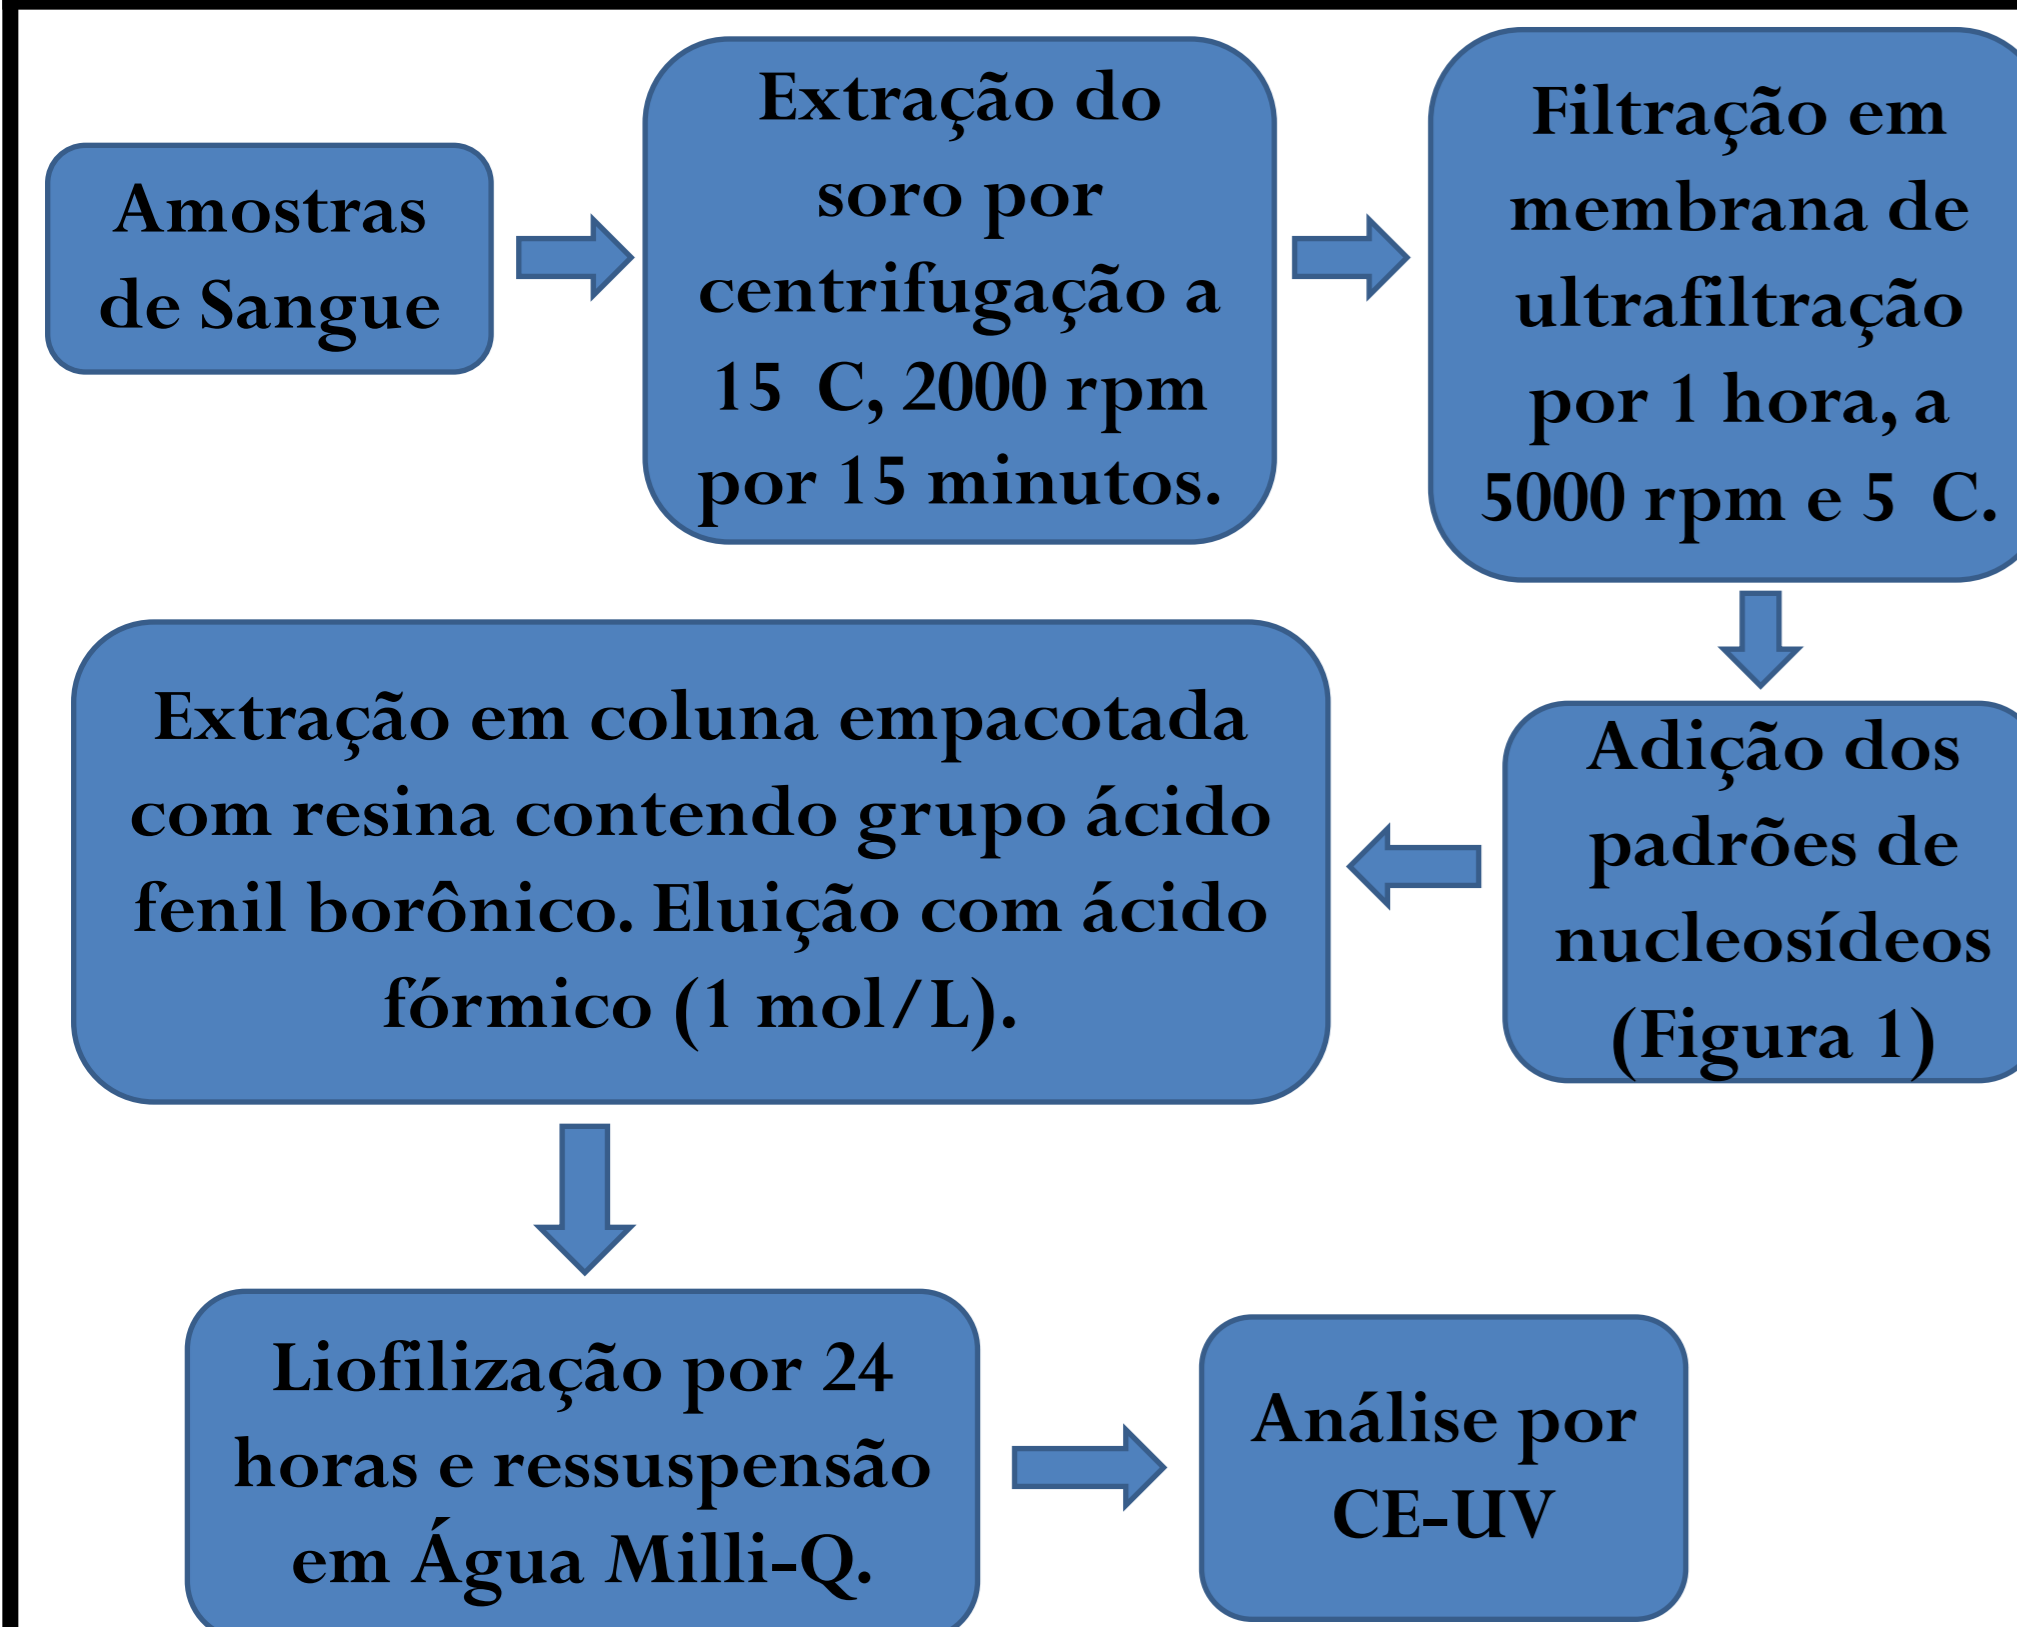 Amostras
de Sangue
Extração do
soro por
centrifugação a
15 C, 2000 rpm
por 15 minutos.
Filtração em
membrana de
ultrafiltração
por 1 hora, a
5000 rpm e 5 C.
Adição dos
padrões de
nucleosídeos
(Figura 1)
Extração em coluna empacotada
com resina contendo grupo ácido
fenil borônico. Eluição com ácido
fórmico (1 mol/L).
Liofilização por 24
horas e ressuspensão
em Água Milli-Q.
Análise por
CE-UV